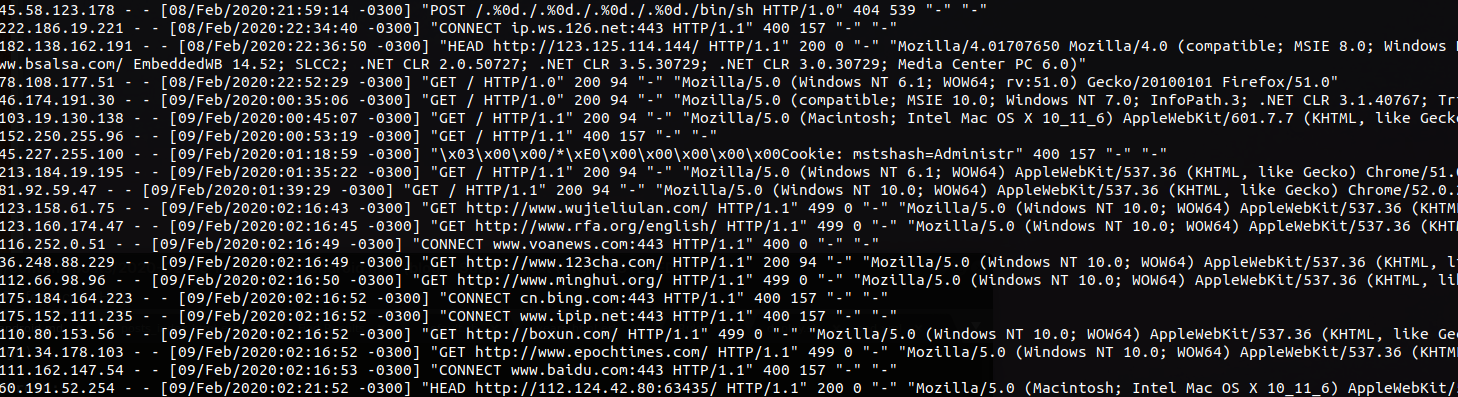 45.58.123.178 - - [08/Feb/2020:21:59:14 -0300] "POST /.%0d./.%0d./.%0d./.%0d./bin/sh HTTP/1.0" 404 539 "-" "-"
222.186.19.221 - - [08/Feb/2020:22:34:40 -0300] "CONNECT ip.ws.126.net:443 HTTP/1.1" 400 157 "-" "-"
182.138.162.191 - - [08/Feb/2020:22:36:50 -0300] "HEAD http://123.125.114.144/ HTTP/1.1" 200 0 "-" "Mozilla/4.01707650 Mozilla/4.0 (compatible; MSIE 8.0; Windows
ww.bsalsa.com/ EmbeddedWB 14.52; SLCC2; .NET CLR 2.0.50727; .NET CLR 3.5.30729; .NET CLR 3.0.30729; Media Center PC 6.0)"
78.108.177.51 - - [08/Feb/2020:22:52:29 -0300] "GET / HTTP/1.0" 200 94 "-" "Mozilla/5.0 (Windows NT 6.1; WOW64; rv:51.0) Gecko/20100101 Firefox/51.0"
46.174.191.30 - - [09/Feb/2020:00:35:06 -0300] "GET / HTTP/1.0" 200 94 "-" "Mozilla/5.0 (compatible; MSIE 10.0; Windows NT 7.0; InfoPath.3; .NET CLR 3.1.40767; Tri
103.19.130.138 - - [09/Feb/2020:00:45:07 -0300] "GET / HTTP/1.1" 200 94 "-" "Mozilla/5.0 (Macintosh; Intel Mac OS X 10_11_6) AppleWebKit/601.7.7 (KHTML, like Geck
152.250.255.96 - - [09/Feb/2020:00:53:19 -0300] "GET / HTTP/1.1" 400 157 "-" "-"
45.227.255.100 - - [09/Feb/2020:01:18:59 -0300] "\x03\x00\x00/*\xE0\x00\x00\x00\x00\x00Cookie: mstshash=Administr" 400 157 "-" "-"
213.184.19.195 - - [09/Feb/2020:01:35:22 -0300] "GET / HTTP/1.1" 200 94 "-" "Mozilla/5.0 (Windows NT 6.1; WOW64) AppleWebKit/537.36 (KHTML, like Gecko) Chrome/51.0
81.92.59.47 - - [09/Feb/2020:01:39:29 -0300] "GET / HTTP/1.1" 200 94 "-" "Mozilla/5.0 (Windows NT 10.0; WOW64) AppleWebKit/537.36 (KHTML, like Gecko) Chrome/52.0.
123.158.61.75 - - [09/Feb/2020:02:16:43 -0300] "GET http://www.wujieliulan.com/ HTTP/1.1" 499 0 "-" "Mozilla/5.0 (Windows NT 10.0; WOW64) AppleWebKit/537.36 (KHTM
123.160.174.47 - - [09/Feb/2020:02:16:45 -0300] "GET http://www.rfa.org/english/ HTTP/1.1" 499 0 "-" "Mozilla/5.0 (Windows NT 10.0; WOW64) AppleWebKit/537.36 (KHT
116.252.0.51 - - [09/Feb/2020:02:16:49 -0300] "CONNECT www.voanews.com:443 HTTP/1.1" 400 0 "-" "-"
36.248.88.229 - - [09/Feb/2020:02:16:49 -0300] "GET http://www.123cha.com/ HTTP/1.1" 200 94 "-" "Mozilla/5.0 (Windows NT 10.0; WOW64) AppleWebKit/537.36 (KHTML, li
112.66.98.96 - - [09/Feb/2020:02:16:50 -0300] "GET http://www.minghui.org/ HTTP/1.1" 499 0 "-" "Mozilla/5.0 (Windows NT 10.0; WOW64) AppleWebKit/537.36 (KHTML, li
175.184.164.223 - - [09/Feb/2020:02:16:52 -0300] "CONNECT cn.bing.com:443 HTTP/1.1" 400 157 "-" "-"
175.152.111.235 - - [09/Feb/2020:02:16:52 -0300] "CONNECT www.ipip.net:443 HTTP/1.1" 400 157 "-" "-"
110.80.153.56 - - [09/Feb/2020:02:16:52 -0300] "GET http://boxun.com/ HTTP/1.1" 499 0 "-" "Mozilla/5.0 (Windows NT 10.0; WOW64) AppleWebKit/537.36 (KHTML, like Ge
171.34.178.103 - - [09/Feb/2020:02:16:52 -0300] "GET http://www.epochtimes.com/ HTTP/1.1" 499 0 "-" "Mozilla/5.0 (Windows NT 10.0; WOW64) AppleWebKit/537.36 (KHTM
111.162.147.54 - - [09/Feb/2020:02:16:53 -0300] "CONNECT www.baidu.com:443 HTTP/1.1" 400 157 "-" "-"
60.191.52.254 - - [09/Feb/2020:02:21:52 -0300] "HEAD http://112.124.42.80:63435/ HTTP/1.1" 200 0 "-" "Mozilla/5.0 (Macintosh; Intel Mac OS X 10_11_6) AppleWebKit/